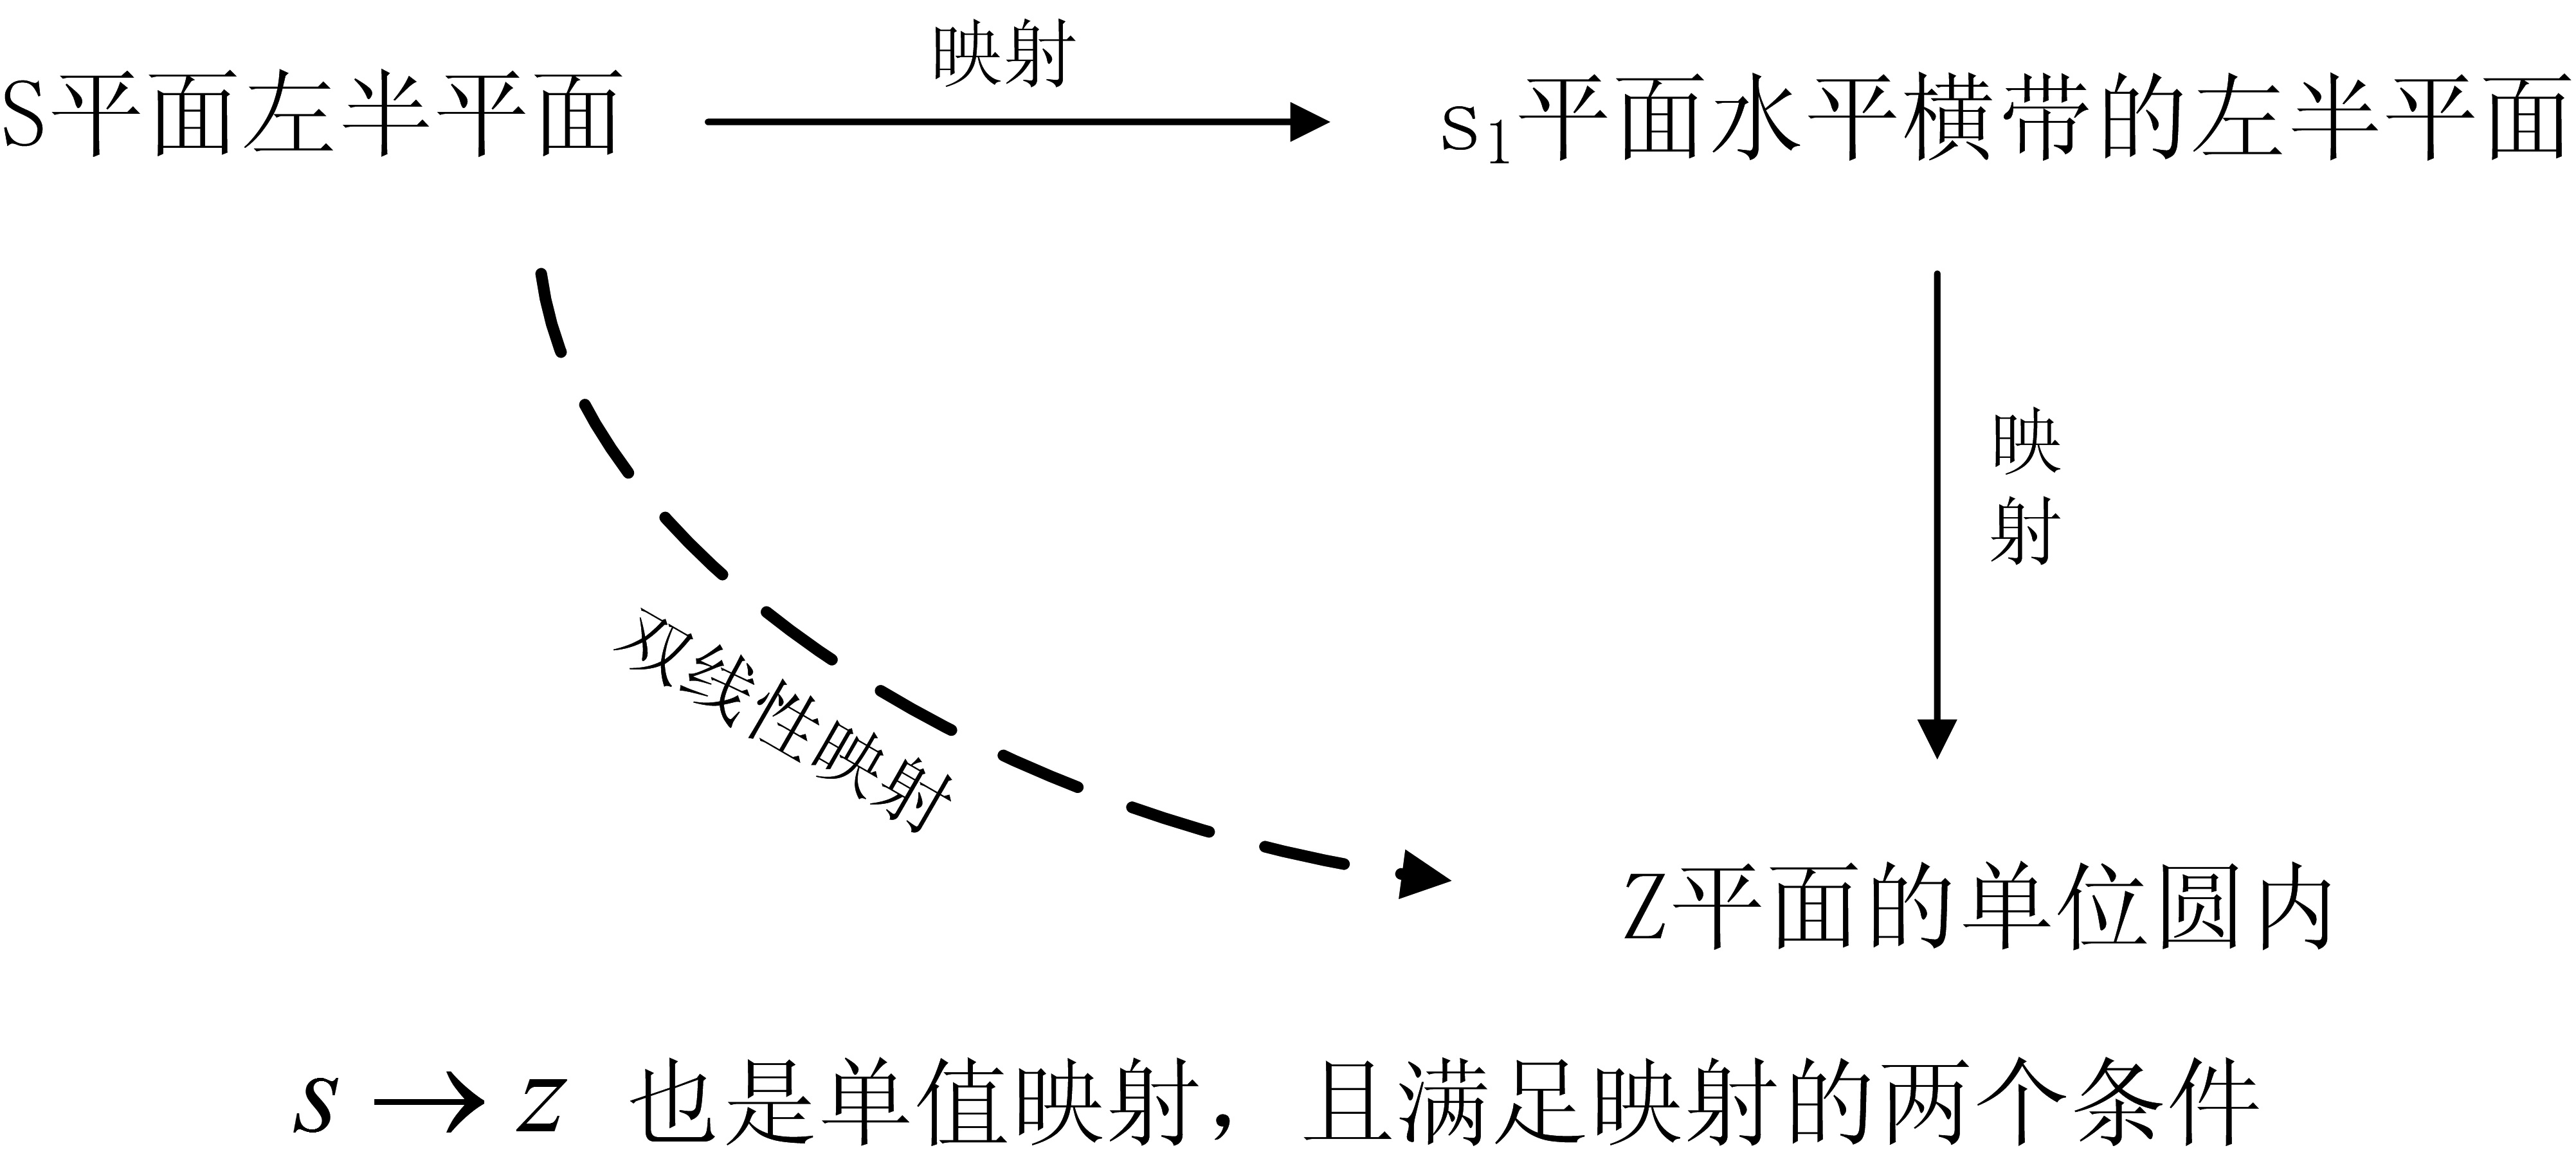 映射
S平面左半平面
s₁平面水平横带的左半平面
映射
双线性映射
Z平面的单位圆内
s → z 也是单值映射，且满足映射的两个条件